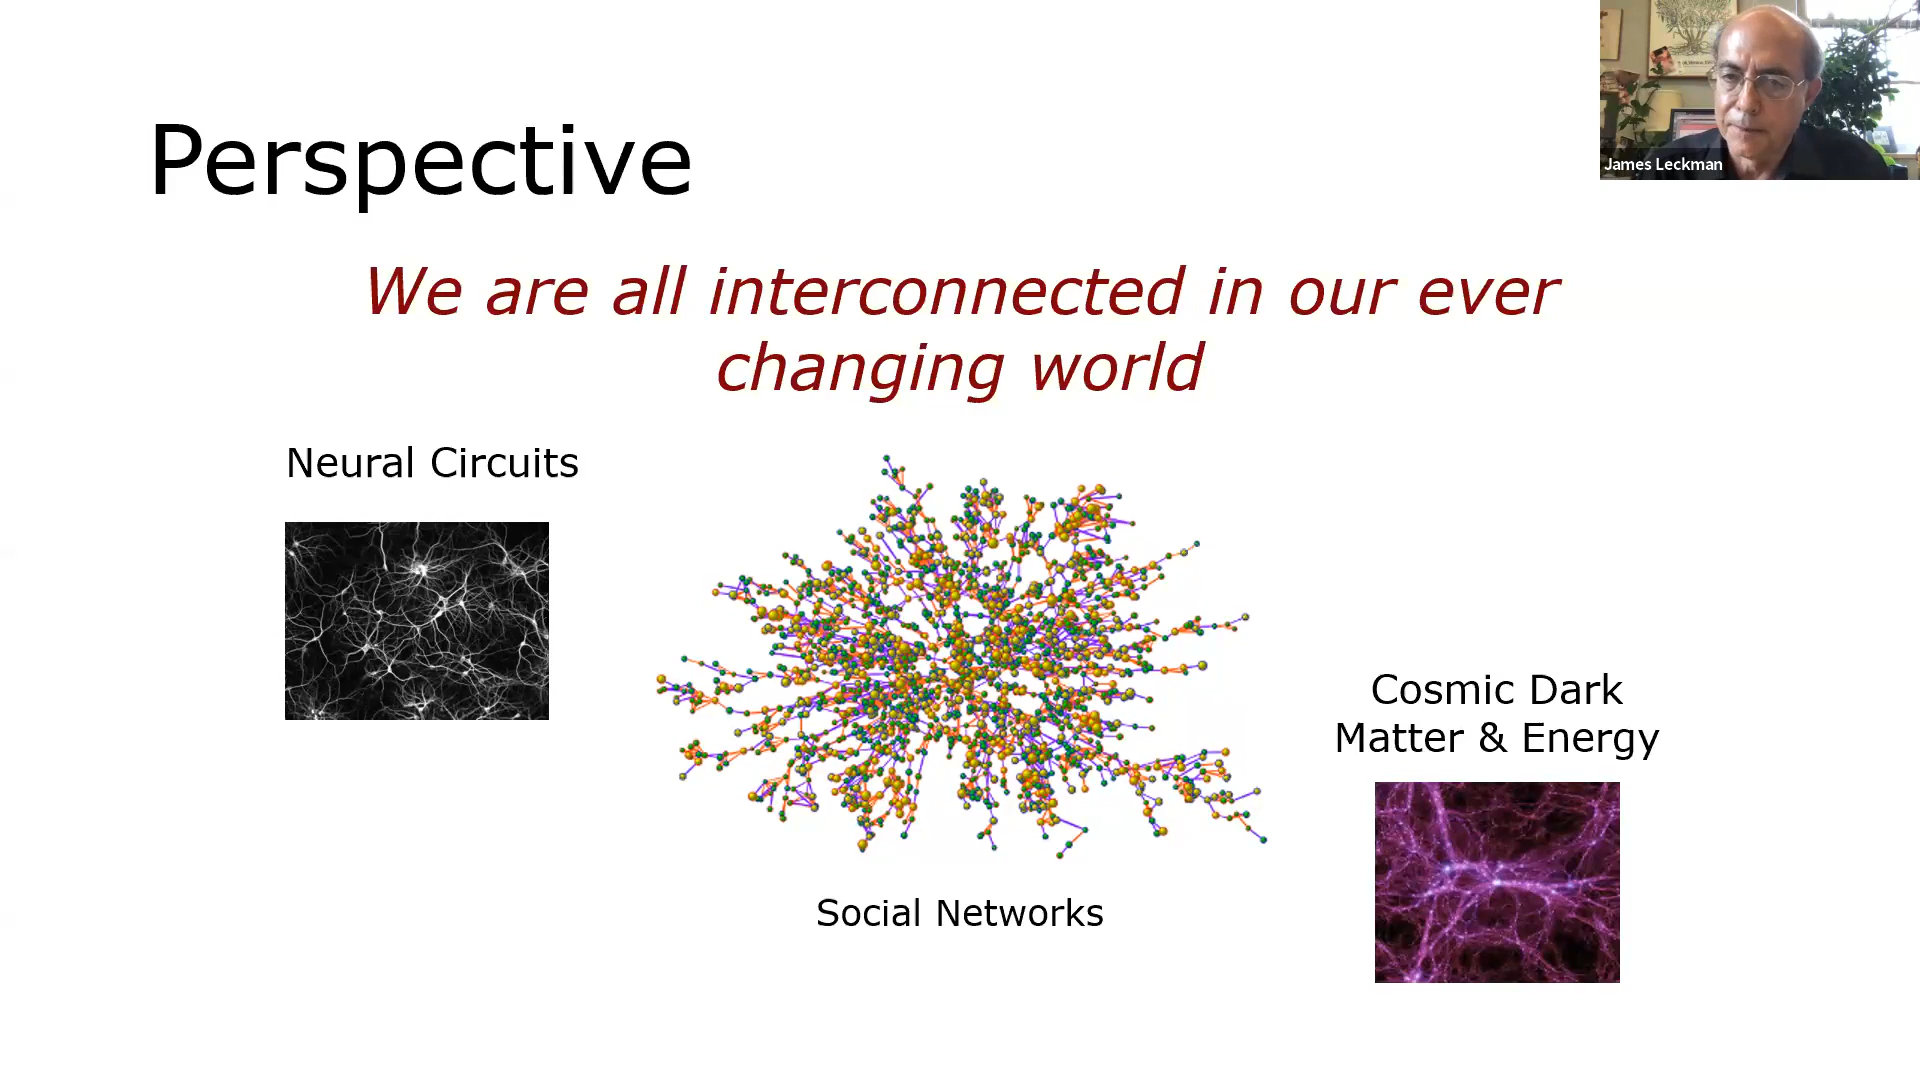 Perspective
We are all interconnected in our ever
changing world
Neural Circuits
Social Networks
Cosmic Dark
Matter & Energy
James Leckman